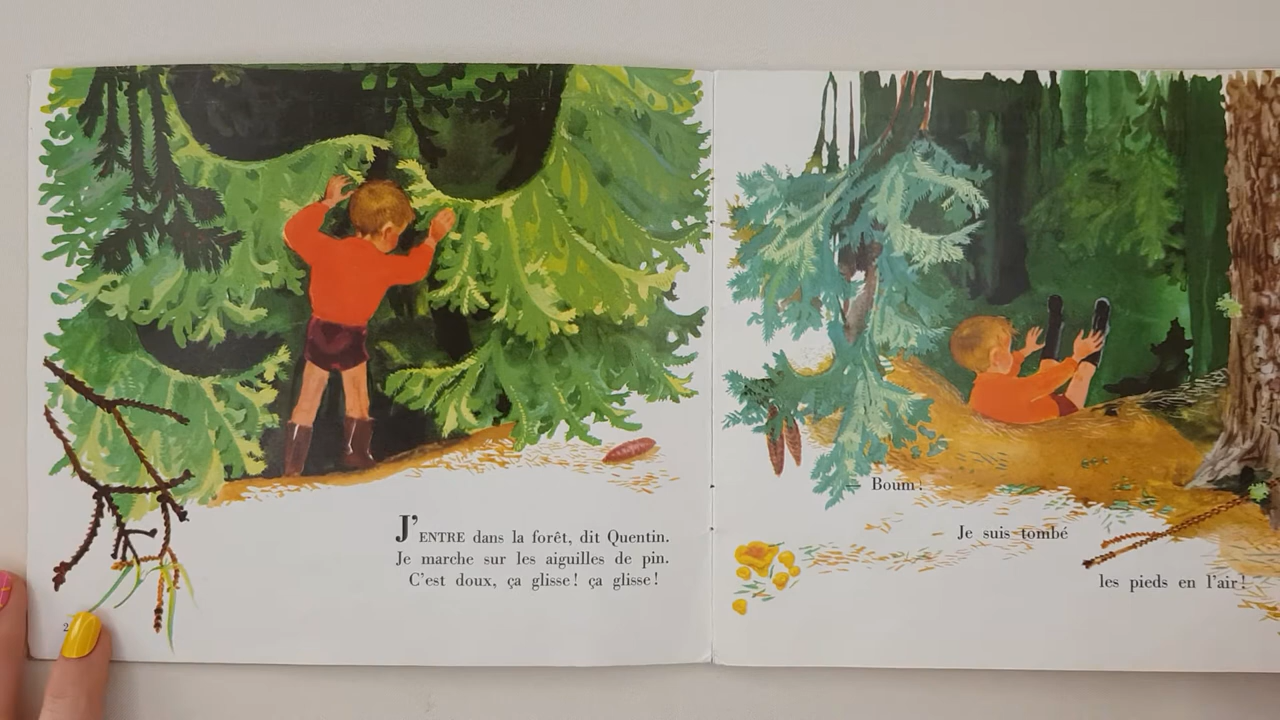 J'ENTRE dans la forêt, dit Quentin.
Je marche sur les aiguilles de pin.
C'est doux, ça glisse! ça glisse!
2
— Boum!
Je suis tombé
les pieds en l'air!